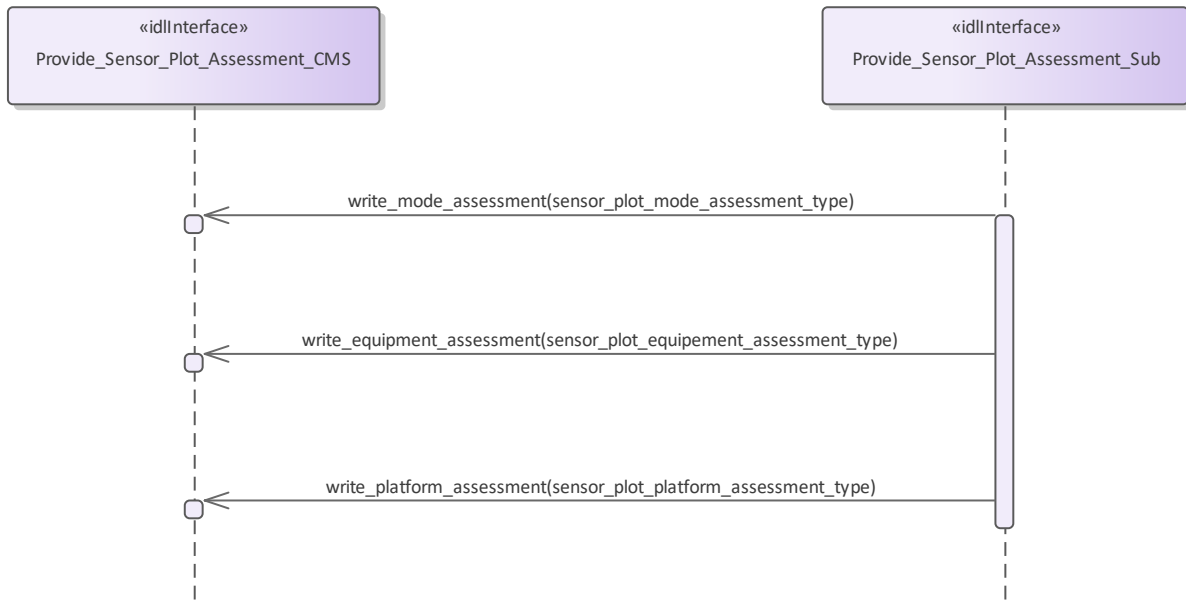 «idlInterface»
Provide_Sensor_Plot_Assessment_CMS
«idlInterface»
Provide_Sensor_Plot_Assessment_Sub
write_mode_assessment(sensor_plot_mode_assessment_type)
write_equipment_assessment(sensor_plot_equipement_assessment_type)
write_platform_assessment(sensor_plot_platform_assessment_type)